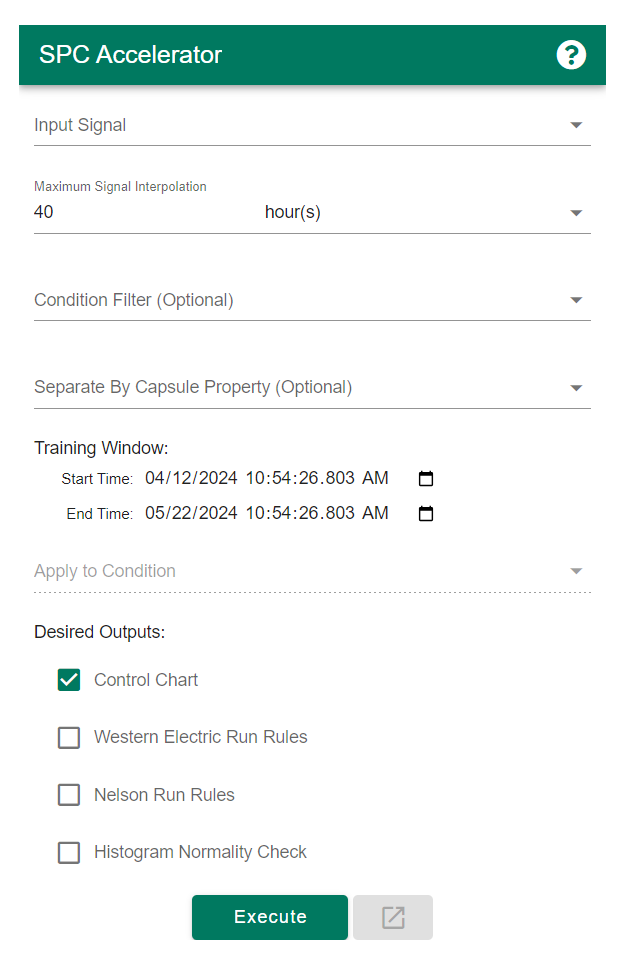 SPC Accelerator ?
Input Signal
Maximum Signal Interpolation
40 hour(s)
Condition Filter (Optional)
Separate By Capsule Property (Optional)
Training Window:
Start Time: 04/12/2024 10:54:26.803 AM
End Time: 05/22/2024 10:54:26.803 AM
Apply to Condition
Desired Outputs:
Control Chart
Western Electric Run Rules
Nelson Run Rules
Histogram Normality Check
Execute